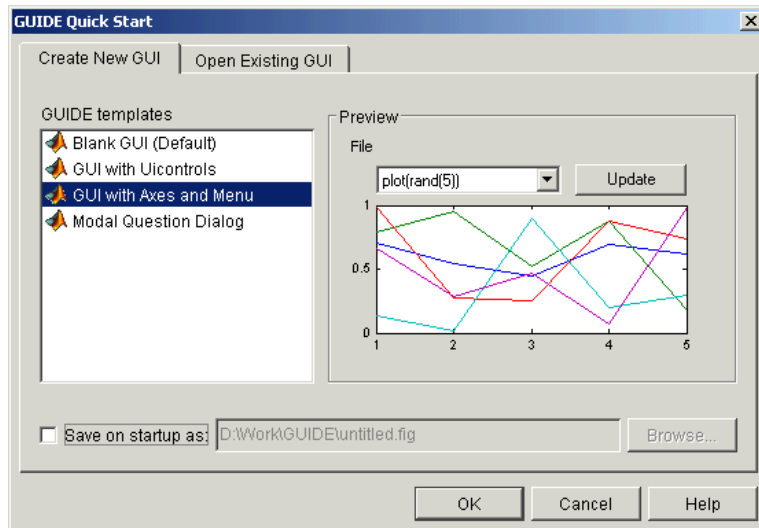 GUIDE Quick Start
Create New GUI
Open Existing GUI
GUIDE templates
Blank GUI (Default)
GUI with Uicontrols
GUI with Axes and Menu
Modal Question Dialog
Preview
File
plot(rand(5))
Update
1
0.5
0
1 2 3 4 5
Save on startup as:
D:\Work\GUIDE\untitled.fig
Browse...
OK
Cancel
Help